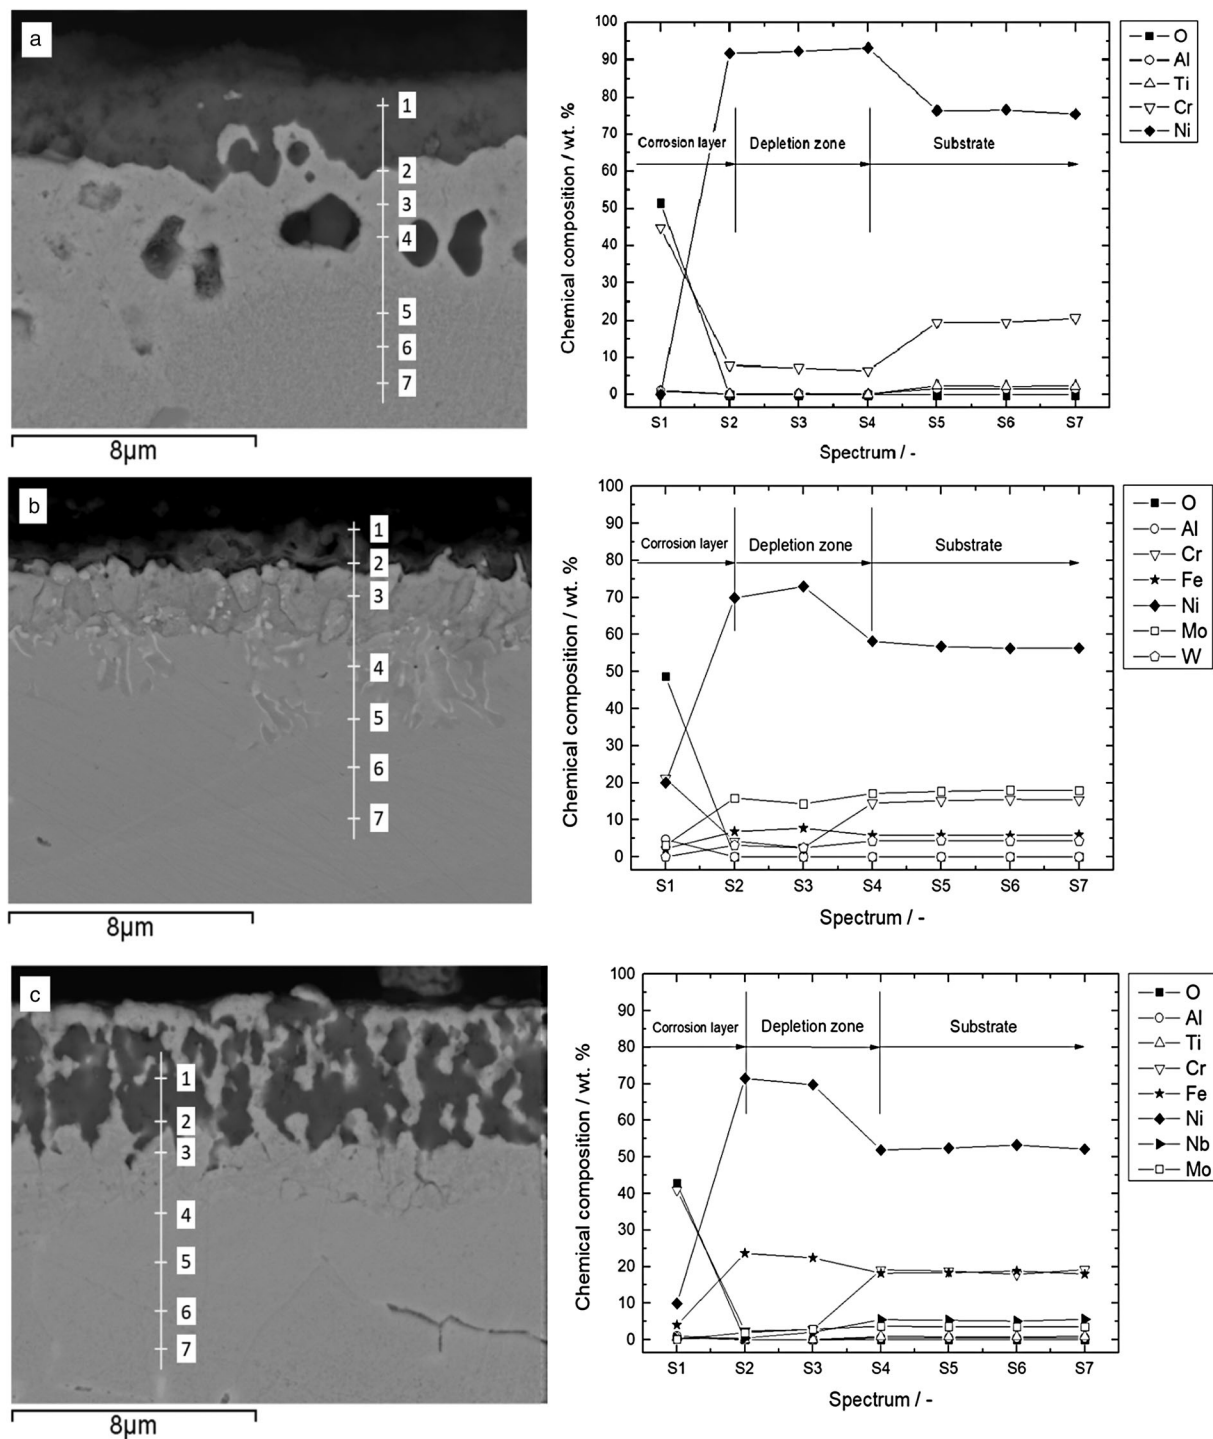 a
1
2
3
4
5
6
7
8µm
100
90
80
70
60
50
40
30
20
10
0
Chemical composition / wt. %
Corrosion layer
Depletion zone
Substrate
S1 S2 S3 S4 S5 S6 S7
Spectrum / -
O
Al
Ti
Cr
Ni
b
1
2
3
4
5
6
7
8µm
100
90
80
70
60
50
40
30
20
10
0
Chemical composition / wt. %
Corrosion layer
Depletion zone
Substrate
S1 S2 S3 S4 S5 S6 S7
Spectrum / -
O
Al
Cr
Fe
Ni
Mo
W
c
1
2
3
4
5
6
7
8µm
100
90
80
70
60
50
40
30
20
10
0
Chemical composition / wt. %
Corrosion layer
Depletion zone
Substrate
S1 S2 S3 S4 S5 S6 S7
Spectrum / -
O
Al
Ti
Cr
Fe
Ni
Nb
Mo